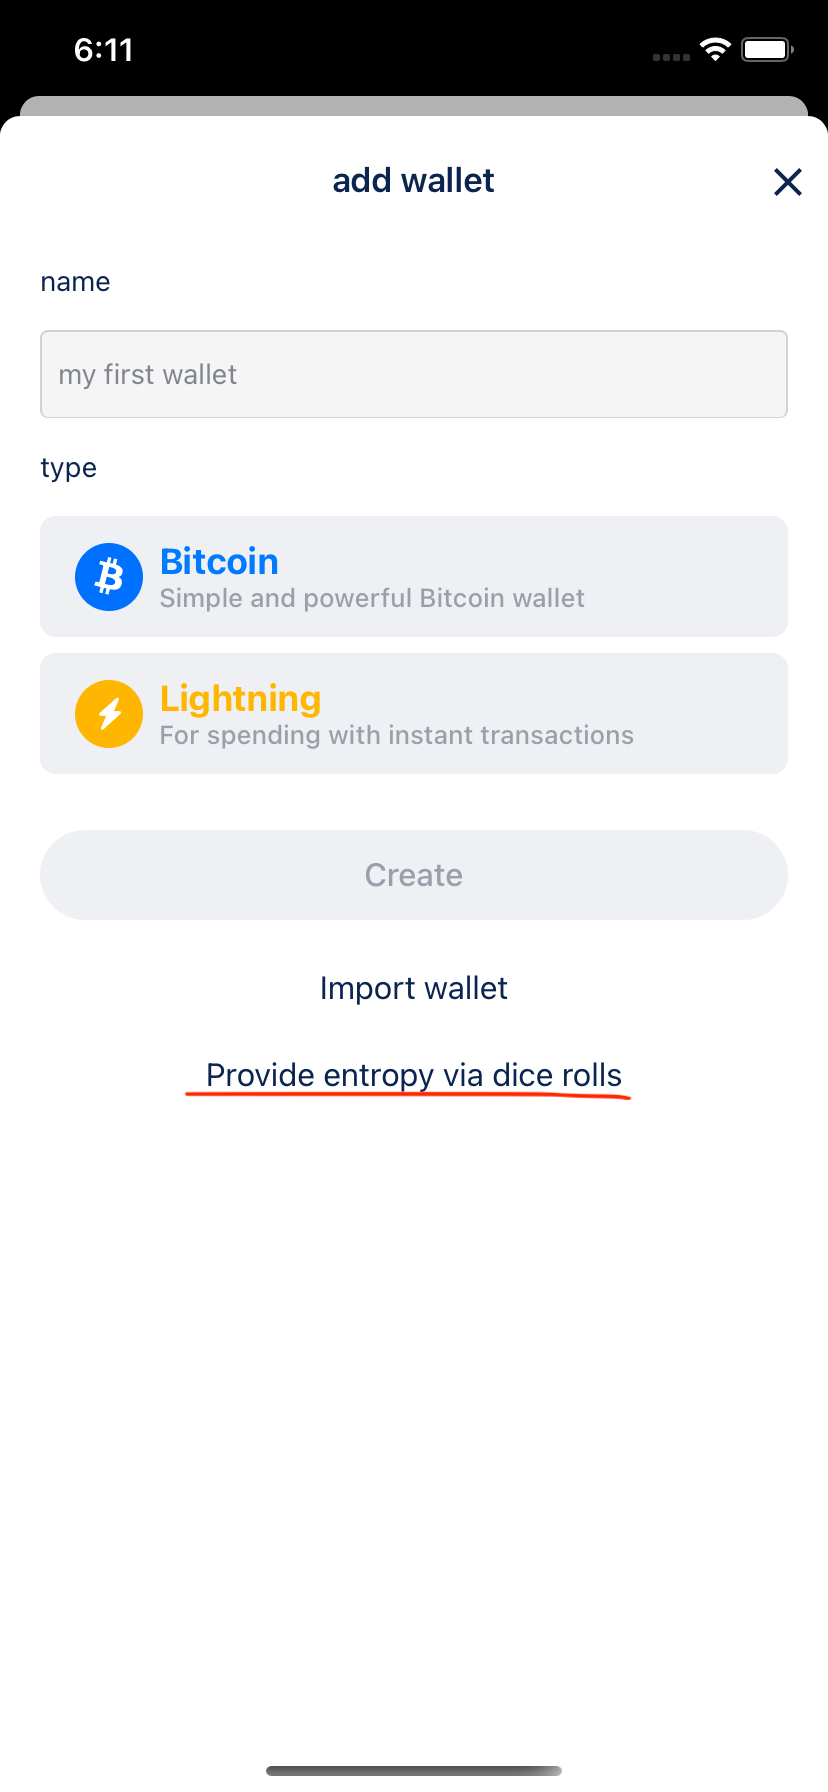 6:11
add wallet
name
my first wallet
type
Bitcoin
Simple and powerful Bitcoin wallet
Lightning
For spending with instant transactions
Create
Import wallet
Provide entropy via dice rolls